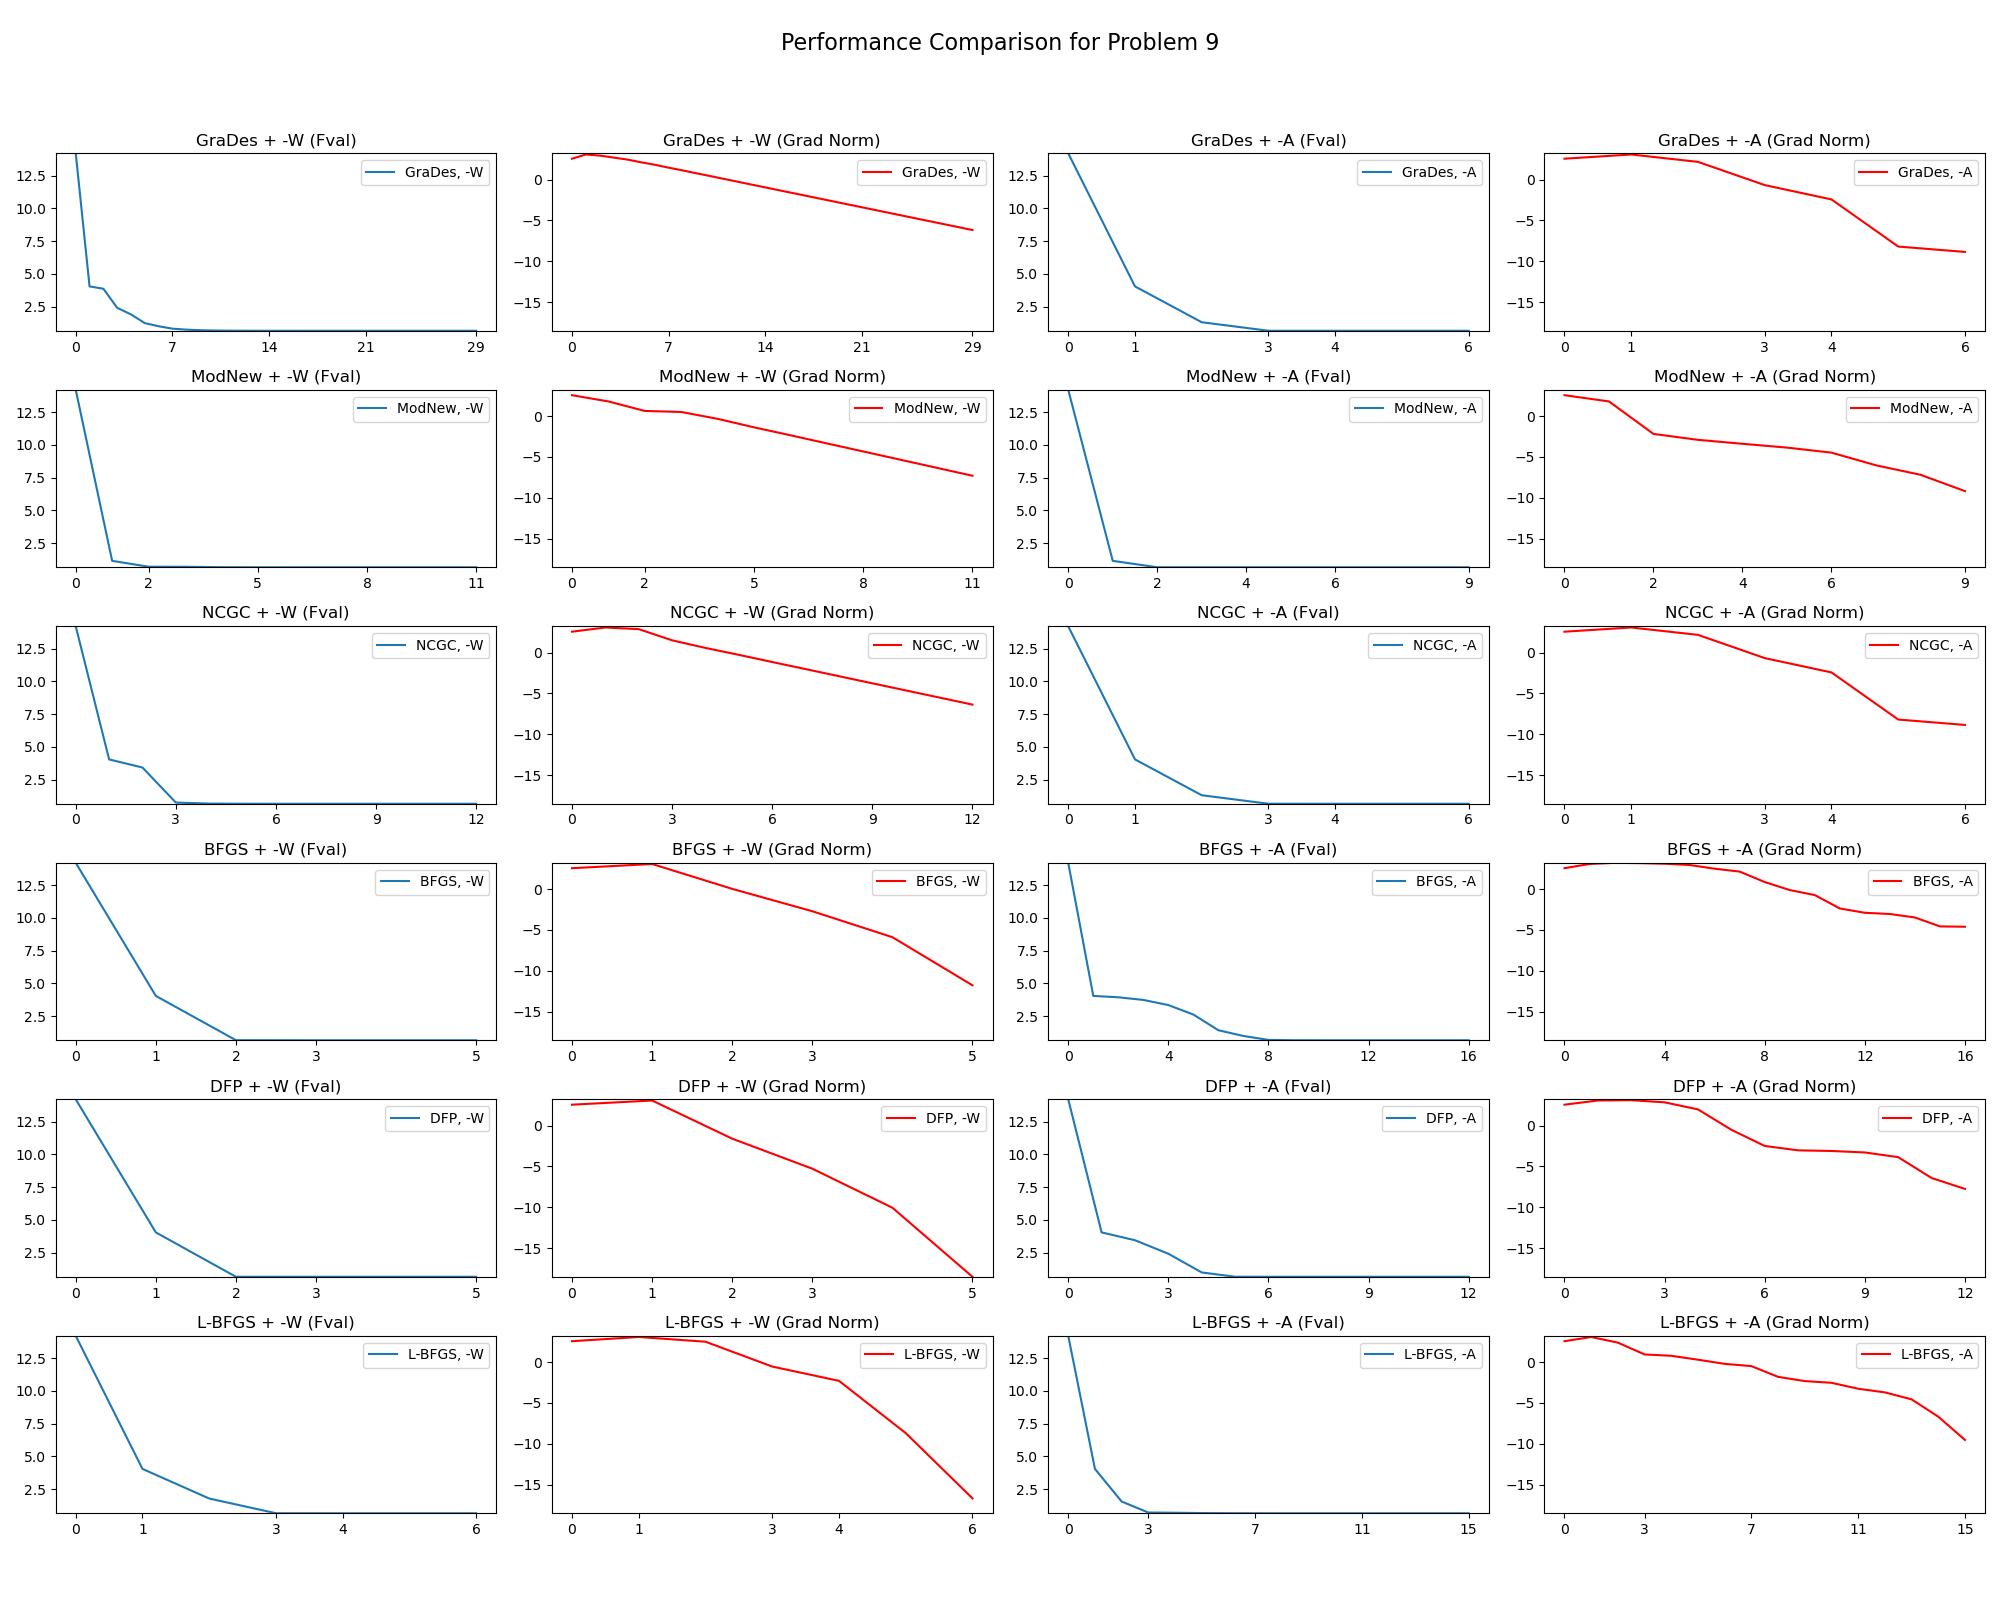 Performance Comparison for Problem 9
GraDes + -W (Fval)
GraDes, -W
12.5
10.0
7.5
5.0
2.5
0 7 14 21 29
GraDes + -W (Grad Norm)
GraDes, -W
0
−5
−10
−15
0 7 14 21 29
GraDes + -A (Fval)
GraDes, -A
12.5
10.0
7.5
5.0
2.5
0 1 3 4 6
GraDes + -A (Grad Norm)
GraDes, -A
0
−5
−10
−15
0 1 3 4 6
ModNew + -W (Fval)
ModNew, -W
12.5
10.0
7.5
5.0
2.5
0 2 5 8 11
ModNew + -W (Grad Norm)
ModNew, -W
0
−5
−10
−15
0 2 5 8 11
ModNew + -A (Fval)
ModNew, -A
12.5
10.0
7.5
5.0
2.5
0 2 4 6 9
ModNew + -A (Grad Norm)
ModNew, -A
0
−5
−10
−15
0 2 4 6 9
NCGC + -W (Fval)
NCGC, -W
12.5
10.0
7.5
5.0
2.5
0 3 6 9 12
NCGC + -W (Grad Norm)
NCGC, -W
0
−5
−10
−15
0 3 6 9 12
NCGC + -A (Fval)
NCGC, -A
12.5
10.0
7.5
5.0
2.5
0 1 3 4 6
NCGC + -A (Grad Norm)
NCGC, -A
0
−5
−10
−15
0 1 3 4 6
BFGS + -W (Fval)
BFGS, -W
12.5
10.0
7.5
5.0
2.5
0 1 2 3 5
BFGS + -W (Grad Norm)
BFGS, -W
0
−5
−10
−15
0 1 2 3 5
BFGS + -A (Fval)
BFGS, -A
12.5
10.0
7.5
5.0
2.5
0 4 8 12 16
BFGS + -A (Grad Norm)
BFGS, -A
0
−5
−10
−15
0 4 8 12 16
DFP + -W (Fval)
DFP, -W
12.5
10.0
7.5
5.0
2.5
0 1 2 3 5
DFP + -W (Grad Norm)
DFP, -W
0
−5
−10
−15
0 1 2 3 5
DFP + -A (Fval)
DFP, -A
12.5
10.0
7.5
5.0
2.5
0 3 6 9 12
DFP + -A (Grad Norm)
DFP, -A
0
−5
−10
−15
0 3 6 9 12
L-BFGS + -W (Fval)
L-BFGS, -W
12.5
10.0
7.5
5.0
2.5
0 1 3 4 6
L-BFGS + -W (Grad Norm)
L-BFGS, -W
0
−5
−10
−15
0 1 3 4 6
L-BFGS + -A (Fval)
L-BFGS, -A
12.5
10.0
7.5
5.0
2.5
0 3 7 11 15
L-BFGS + -A (Grad Norm)
L-BFGS, -A
0
−5
−10
−15
0 3 7 11 15